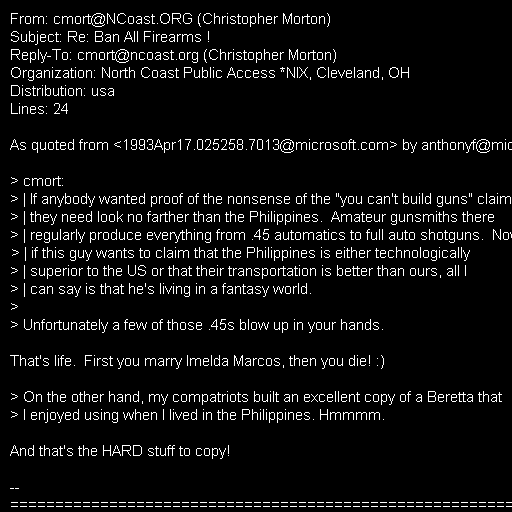 From: cmort@NCoast.ORG (Christopher Morton)
Subject: Re: Ban All Firearms !
Reply-To: cmort@ncoast.org (Christopher Morton)
Organization: North Coast Public Access *NIX, Cleveland, OH
Distribution: usa
Lines: 24

As quoted from <1993Apr17.025258.7013@microsoft.com> by anthonyf@mic

> cmort:
> | If anybody wanted proof of the nonsense of the "you can't build guns" claim
> | they need look no farther than the Philippines.  Amateur gunsmiths there
> | regularly produce everything from .45 automatics to full auto shotguns.  Nov
> | if this guy wants to claim that the Philippines is either technologically
> | superior to the US or that their transportation is better than ours, all I
> | can say is that he's living in a fantasy world.
>
> Unfortunately a few of those .45s blow up in your hands.

That's life.  First you marry Imelda Marcos, then you die! :)

> On the other hand, my compatriots built an excellent copy of a Beretta that
> I enjoyed using when I lived in the Philippines. Hmmmm.

And that's the HARD stuff to copy!

--
=========================================================